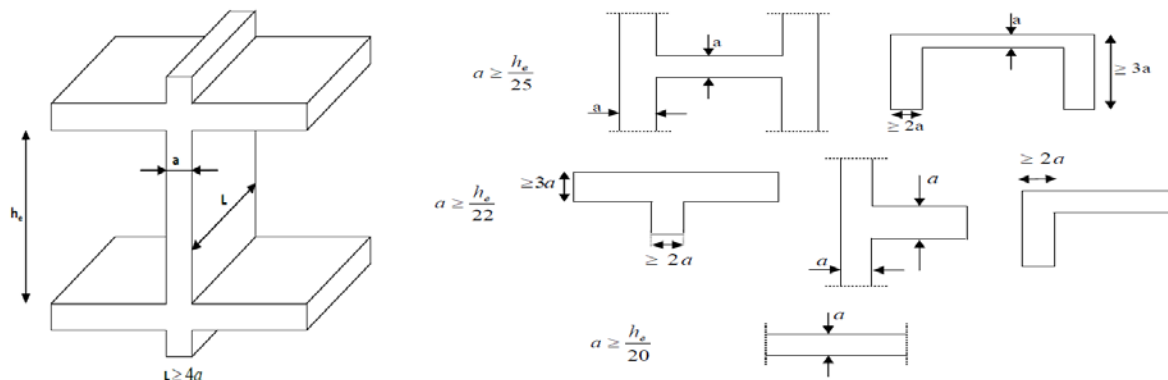 a
L
hₑ
L ≥ 4a
a ≥ hₑ/25
a
a
a
≥ 3a
≥ 2a
a ≥ hₑ/22
≥3a
≥ 2a
a
a
≥ 2a
a ≥ hₑ/20
a